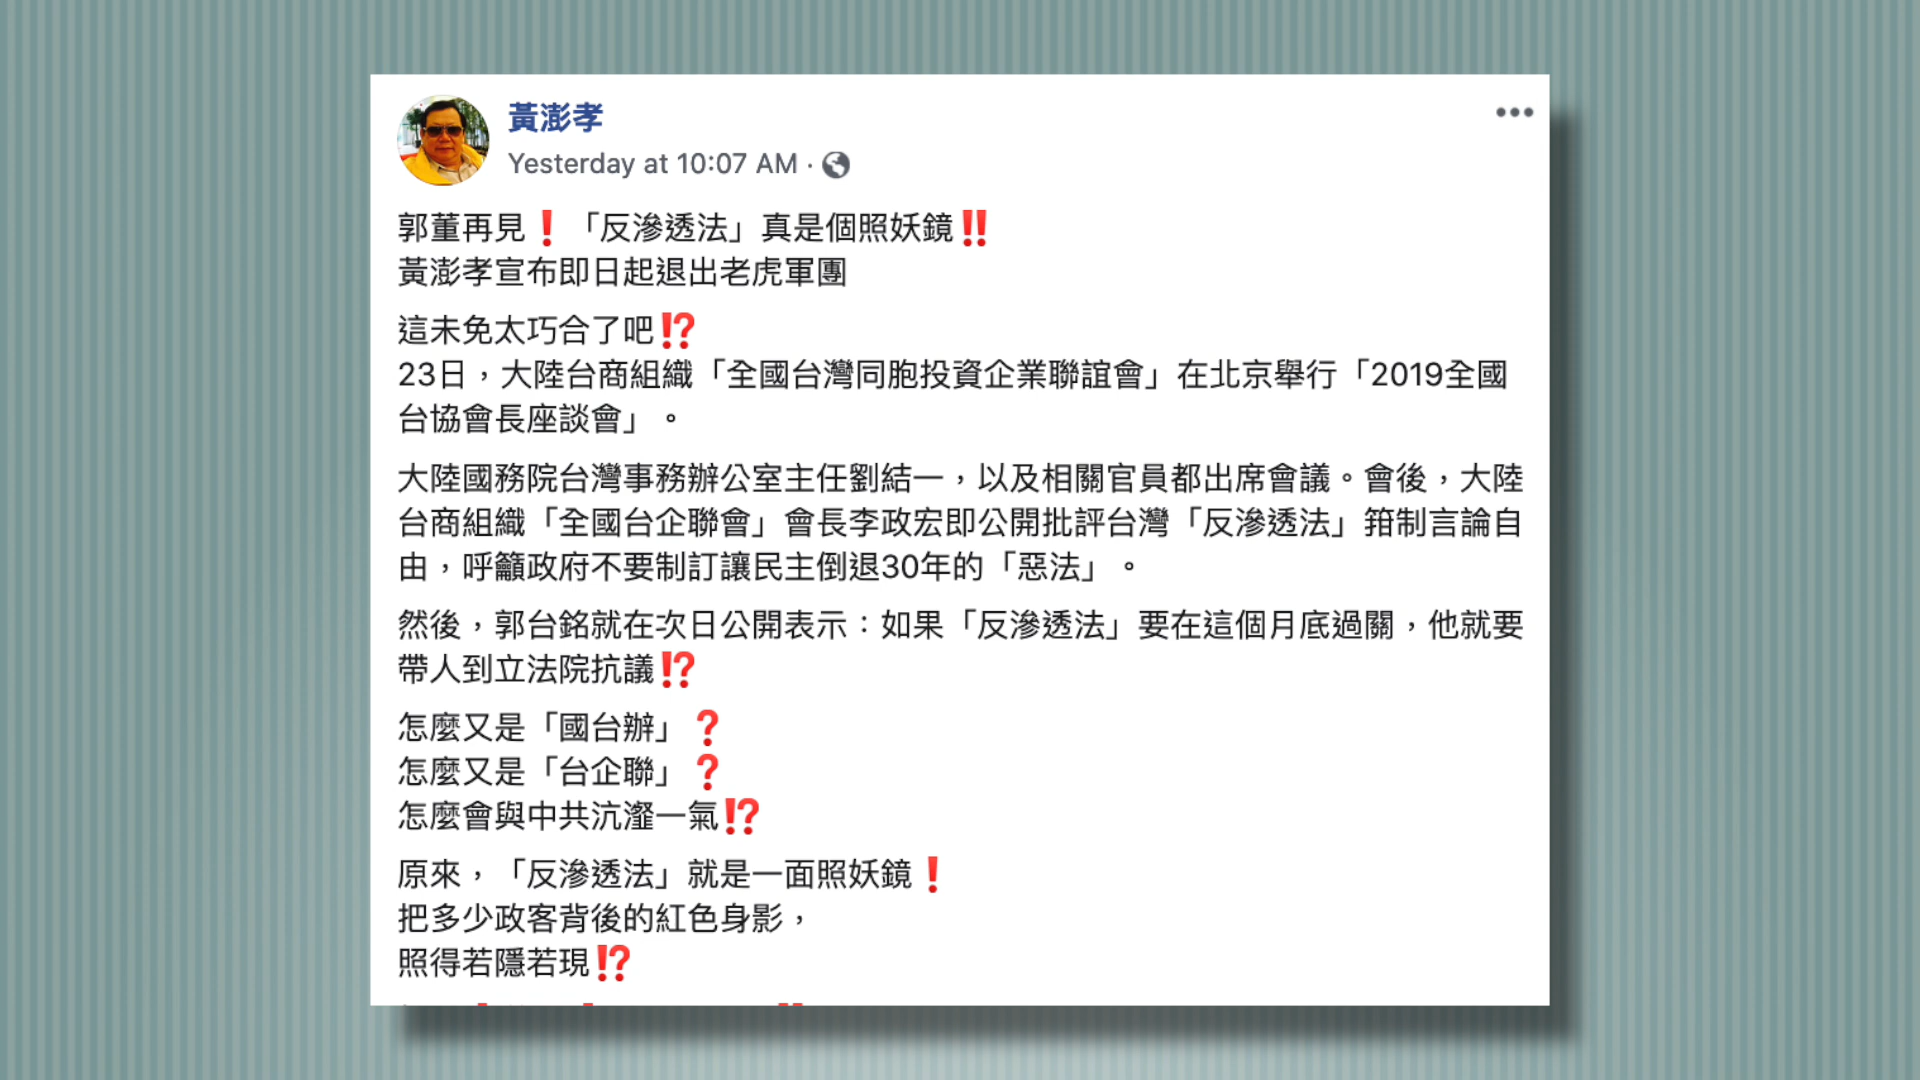 黃澎孝
Yesterday at 10:07 AM ·
郭董再見❗「反滲透法」真是個照妖鏡‼️
黃澎孝宣布即日起退出老虎軍團
這未免太巧合了吧⁉️
23日，大陸台商組織「全國台灣同胞投資企業聯誼會」在北京舉行「2019全國
台協會長座談會」。
大陸國務院台灣事務辦公室主任劉結一，以及相關官員都出席會議。會後，大陸
台商組織「全國台企聯會」會長李政宏即公開批評台灣「反滲透法」箝制言論自
由，呼籲政府不要制訂讓民主倒退30年的「惡法」。
然後，郭台銘就在次日公開表示：如果「反滲透法」要在這個月底過關，他就要
帶人到立法院抗議⁉️
怎麼又是「國台辦」❓
怎麼又是「台企聯」❓
怎麼會與中共沆瀣一氣⁉️
原來，「反滲透法」就是一面照妖鏡❗
把多少政客背後的紅色身影，
照得若隱若現⁉️